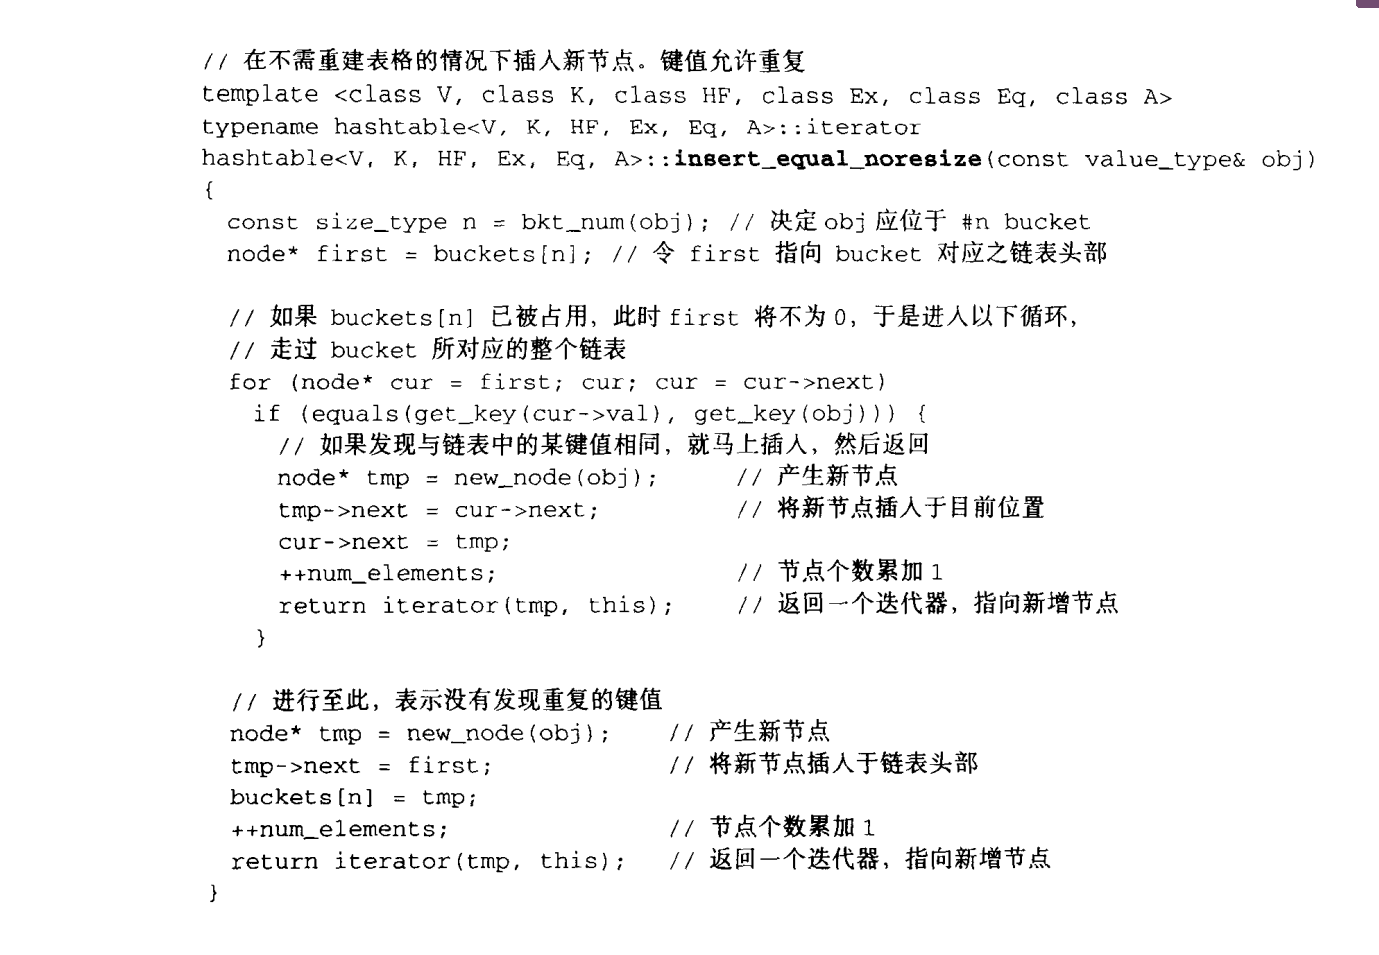 // 在不需重建表格的情况下插入新节点。键值允许重复
template <class V, class K, class HF, class Ex, class Eq, class A>
typename hashtable<V, K, HF, Ex, Eq, A>::iterator
hashtable<V, K, HF, Ex, Eq, A>::insert_equal_noresize(const value_type& obj)
{
  const size_type n = bkt_num(obj); // 决定 obj 应位于 #n bucket
  node* first = buckets[n]; // 令 first 指向 bucket 对应之链表头部

  // 如果 buckets[n] 已被占用，此时 first 将不为 0，于是进入以下循环，
  // 走过 bucket 所对应的整个链表
  for (node* cur = first; cur; cur = cur->next)
    if (equals(get_key(cur->val), get_key(obj))) {
      // 如果发现与链表中的某键值相同，就马上插入，然后返回
      node* tmp = new_node(obj);      // 产生新节点
      tmp->next = cur->next;          // 将新节点插入于目前位置
      cur->next = tmp;
      ++num_elements;                 // 节点个数累加 1
      return iterator(tmp, this);     // 返回一个迭代器，指向新增节点
    }

  // 进行至此，表示没有发现重复的键值
  node* tmp = new_node(obj);     // 产生新节点
  tmp->next = first;             // 将新节点插入于链表头部
  buckets[n] = tmp;
  ++num_elements;                // 节点个数累加 1
  return iterator(tmp, this);    // 返回一个迭代器，指向新增节点
}